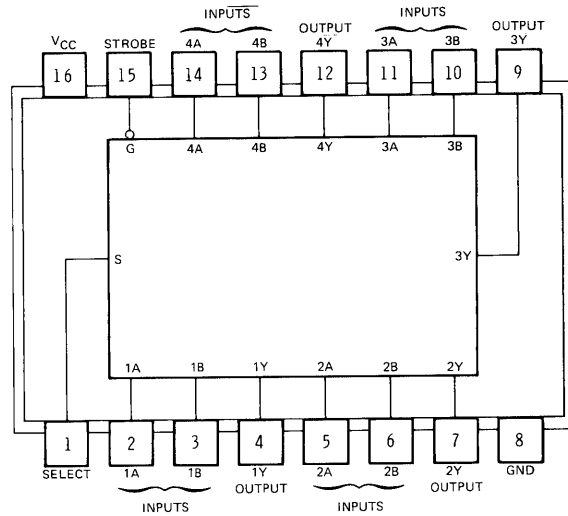 INPUTS INPUTS
VCC STROBE 4A 4B OUTPUT 4Y 3A 3B OUTPUT 3Y
16 15 14 13 12 11 10 9
G 4A 4B 4Y 3A 3B
S 3Y
1A 1B 1Y 2A 2B 2Y
1 2 3 4 5 6 7 8
SELECT 1A 1B 1Y 2A 2B 2Y GND
INPUTS OUTPUT INPUTS OUTPUT